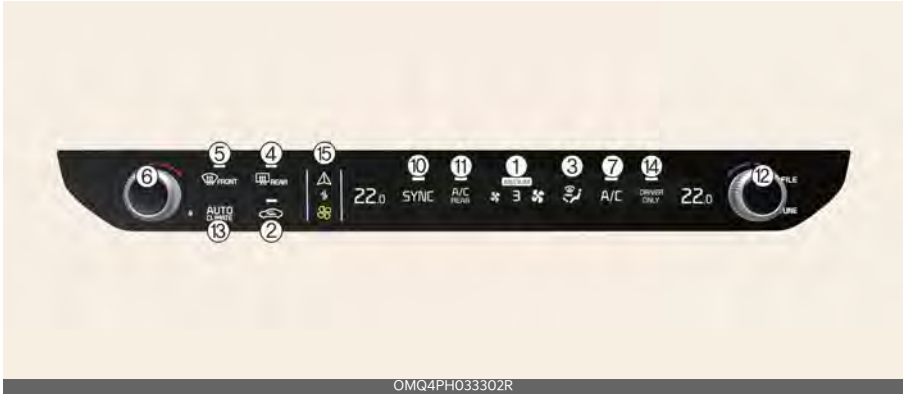 ⑤ ④ ⑮ ⑩ ⑪ ① ③ ⑦ ⑭
⑥ FRONT REAR 22.0 SYNC A/C REAR 3 A/C DRIVER ONLY 22.0 ⑫ FILE
AUTO CLIMATE TUNE
⑬ ②
OMQ4PH033302R